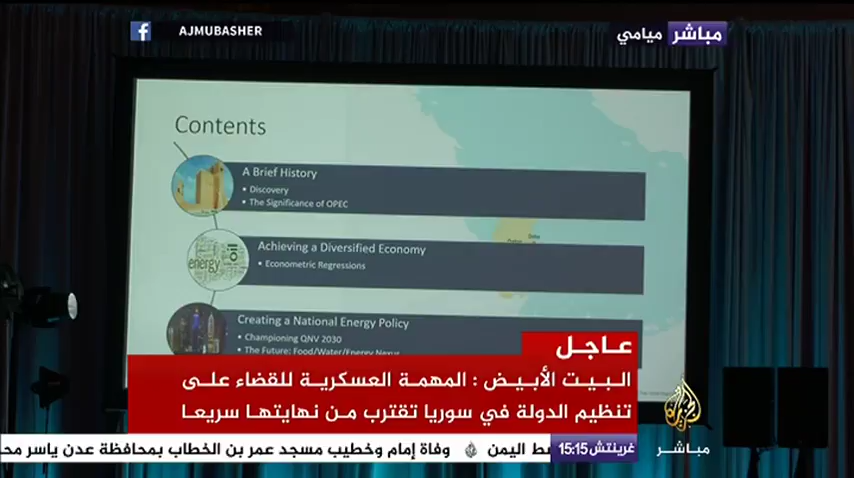 AJMUBASHER
مباشر ميامي
Contents
A Brief History
• Discovery
• The Significance of OPEC
energy
Achieving a Diversified Economy
• Econometric Regressions
Creating a National Energy Policy
• Championing QNV 2030
• The Future: Food/Water/Energy Nexus
عاجل
البيت الأبيض : المهمة العسكرية للقضاء على
تنظيم الدولة في سوريا تقترب من نهايتها سريعا
مباشر
غرينتش 15:15
ط اليمن وفاة إمام وخطيب مسجد عمر بن الخطاب بمحافظة عدن ياسر مح